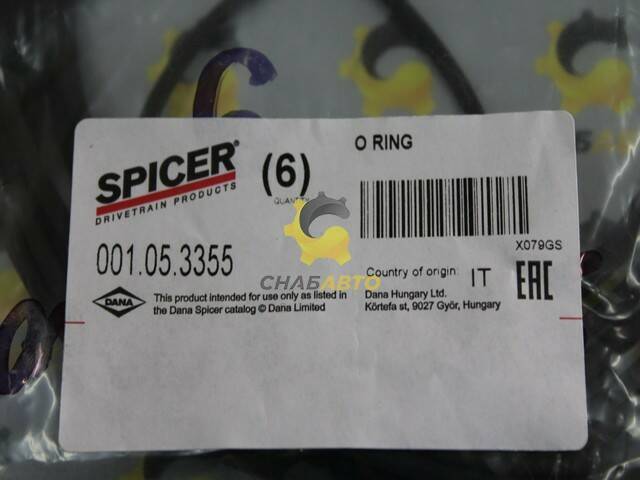 O RING
SPICER®
DRIVETRAIN PRODUCTS
(6)
QUANTITY
X079GS
001.05.3355
СНАБАВТО
Country of origin: IT
EAC
DANA
This product intended for use only as listed in
the Dana Spicer catalog © Dana Limited
Dana Hungary Ltd.
Körtefa st, 9027 Győr, Hungary